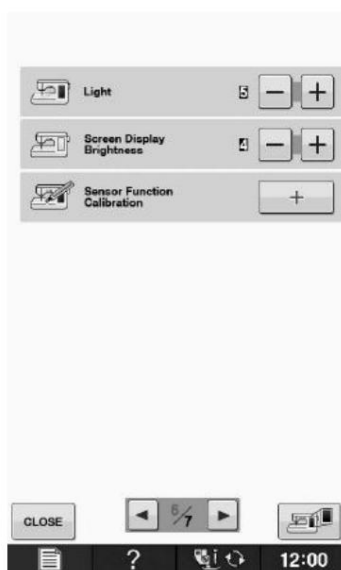 Light 5 − +
Screen Display
Brightness 4 − +
Sensor Function
Calibration +
CLOSE 6/7
? i 12:00